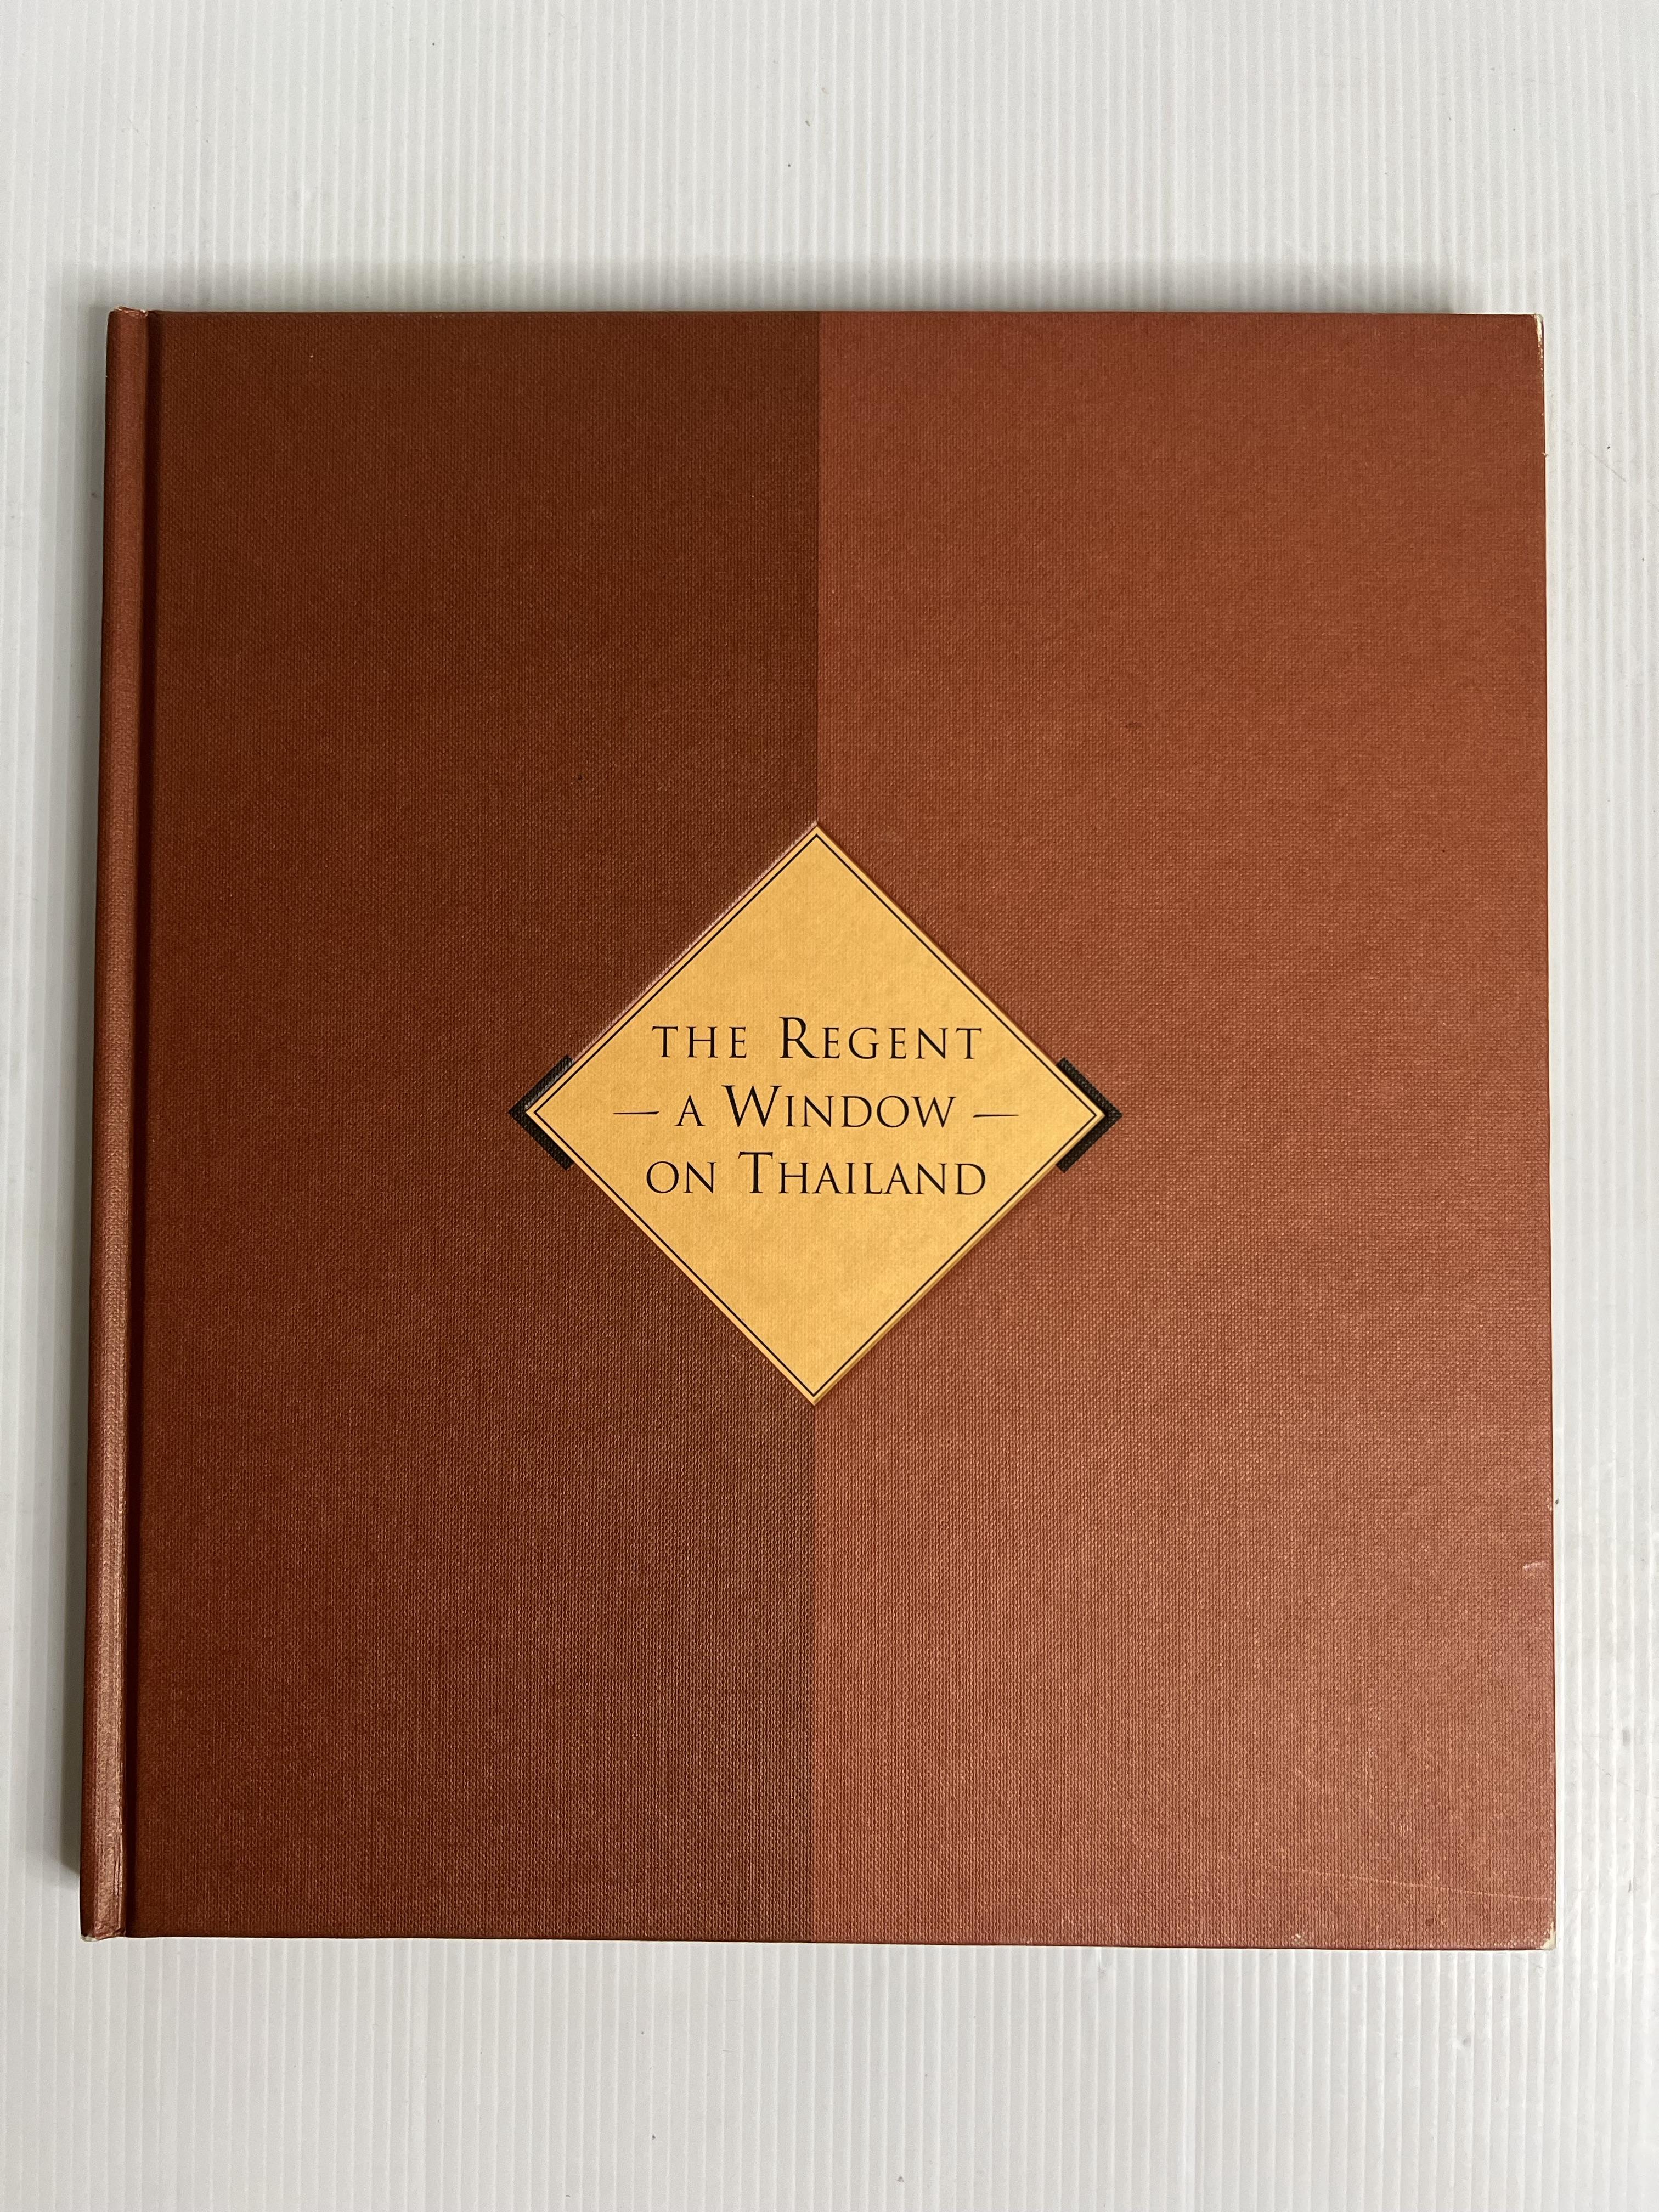 THE REGENT
— A WINDOW —
ON THAILAND